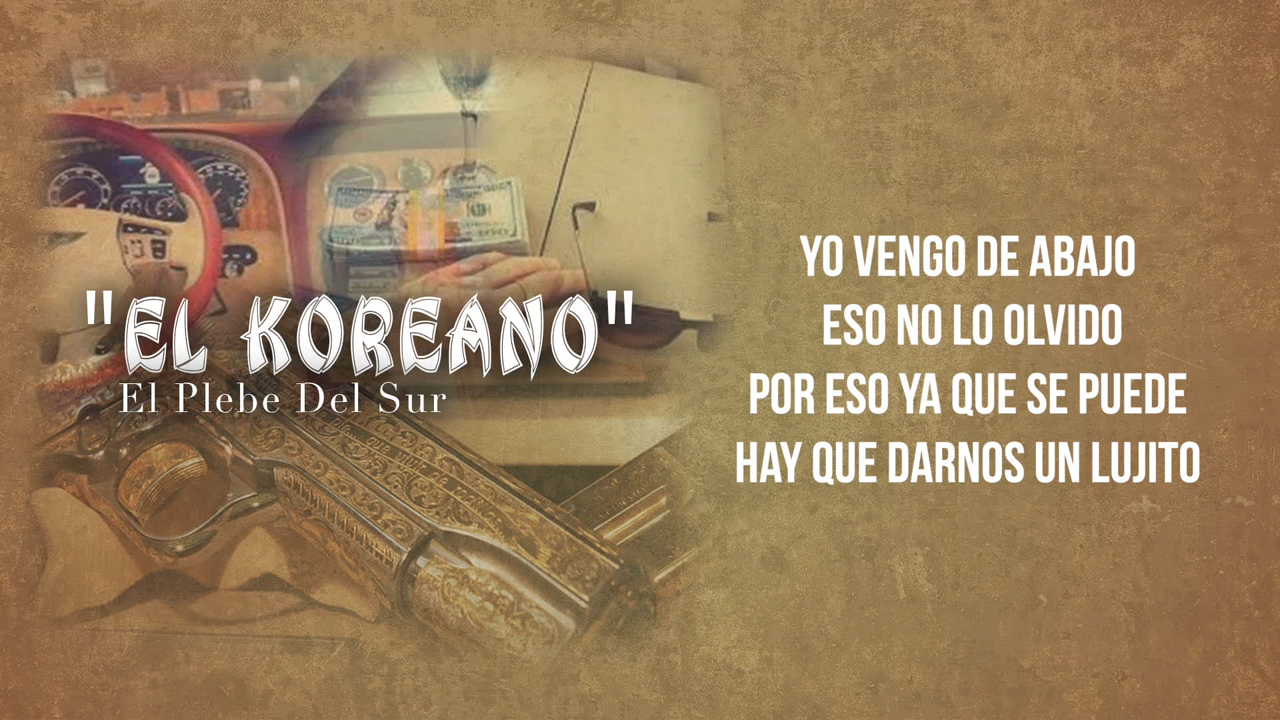 "EL KOREANO"
El Plebe Del Sur
YO VENGO DE ABAJO
ESO NO LO OLVIDO
POR ESO YA QUE SE PUEDE
HAY QUE DARNOS UN LUJITO